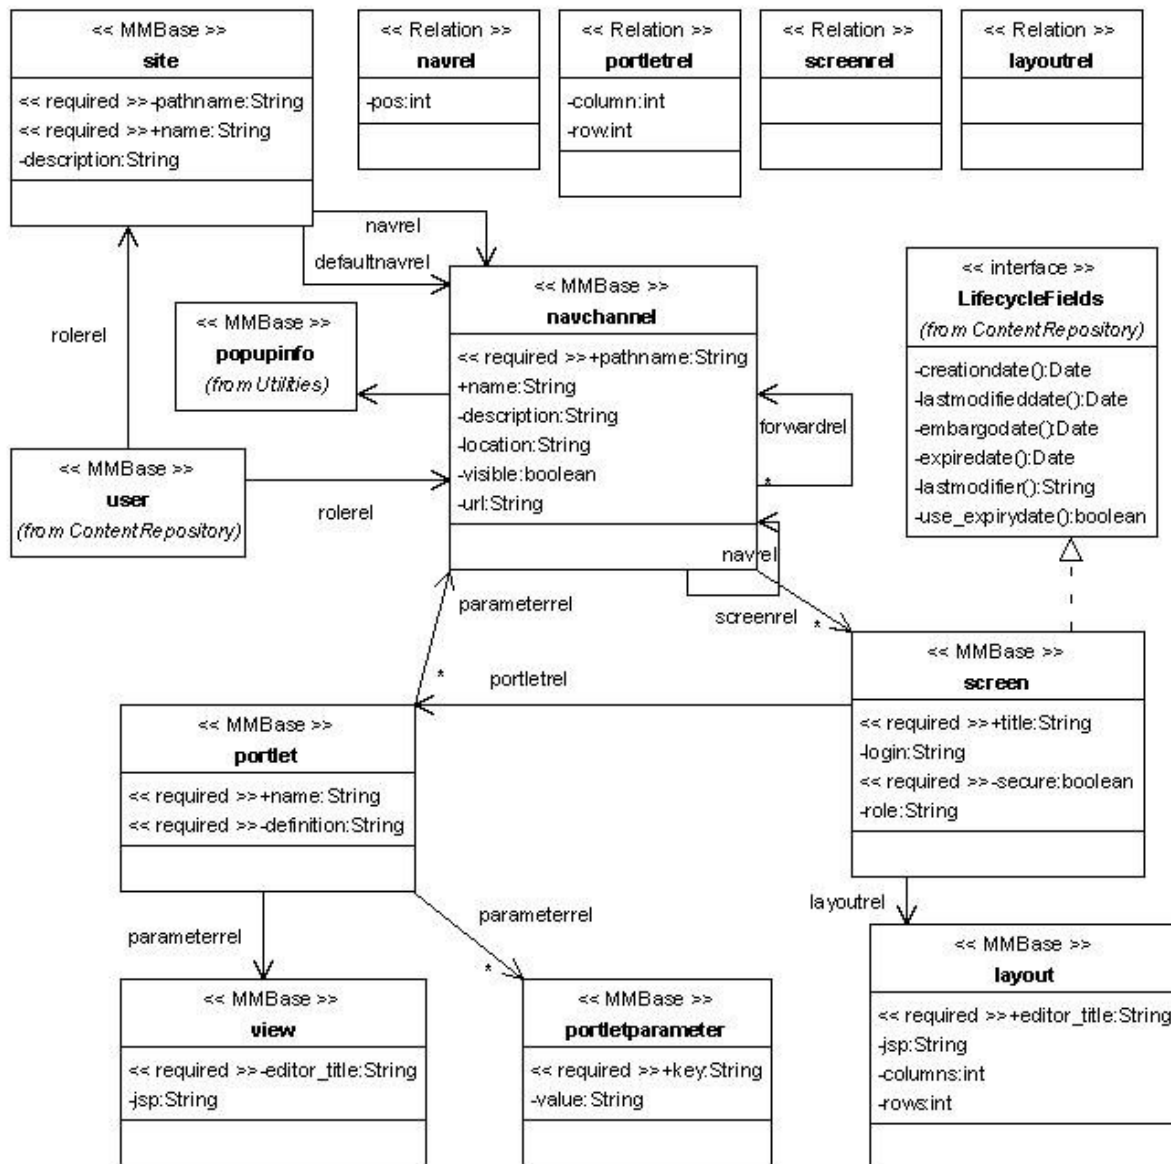 << MMBase >>
site
<< required >>-pathname:String
<< required >>+name:String
-description:String
<< Relation >>
navrel
-pos:int
<< Relation >>
portletrel
-column:int
-row:int
<< Relation >>
screenrel
<< Relation >>
layoutrel
navrel
defaultnavrel
rolerel
<< MMBase >>
popupinfo
(from Utilities)
<< MMBase >>
navchannel
<< required >>+pathname:String
+name:String
-description:String
-location:String
-visible:boolean
-url:String
forwardrel
*
<< interface >>
LifecycleFields
(from ContentRepository)
-creationdate():Date
-lastmodifieddate():Date
-embargodate():Date
-expiredate():Date
-lastmodifier():String
-use_expirydate():boolean
<< MMBase >>
user
(from ContentRepository)
rolerel
navrel
parameterrel
screenrel
*
*
portletrel
<< MMBase >>
screen
<< required >>+title:String
-login:String
<< required >>-secure:boolean
-role:String
<< MMBase >>
portlet
<< required >>+name:String
<< required >>-definition:String
parameterrel
parameterrel
*
layoutrel
<< MMBase >>
view
<< required >>-editor_title:String
-jsp:String
<< MMBase >>
portletparameter
<< required >>+key:String
-value:String
<< MMBase >>
layout
<< required >>+editor_title:String
-jsp:String
-columns:int
-rows:int